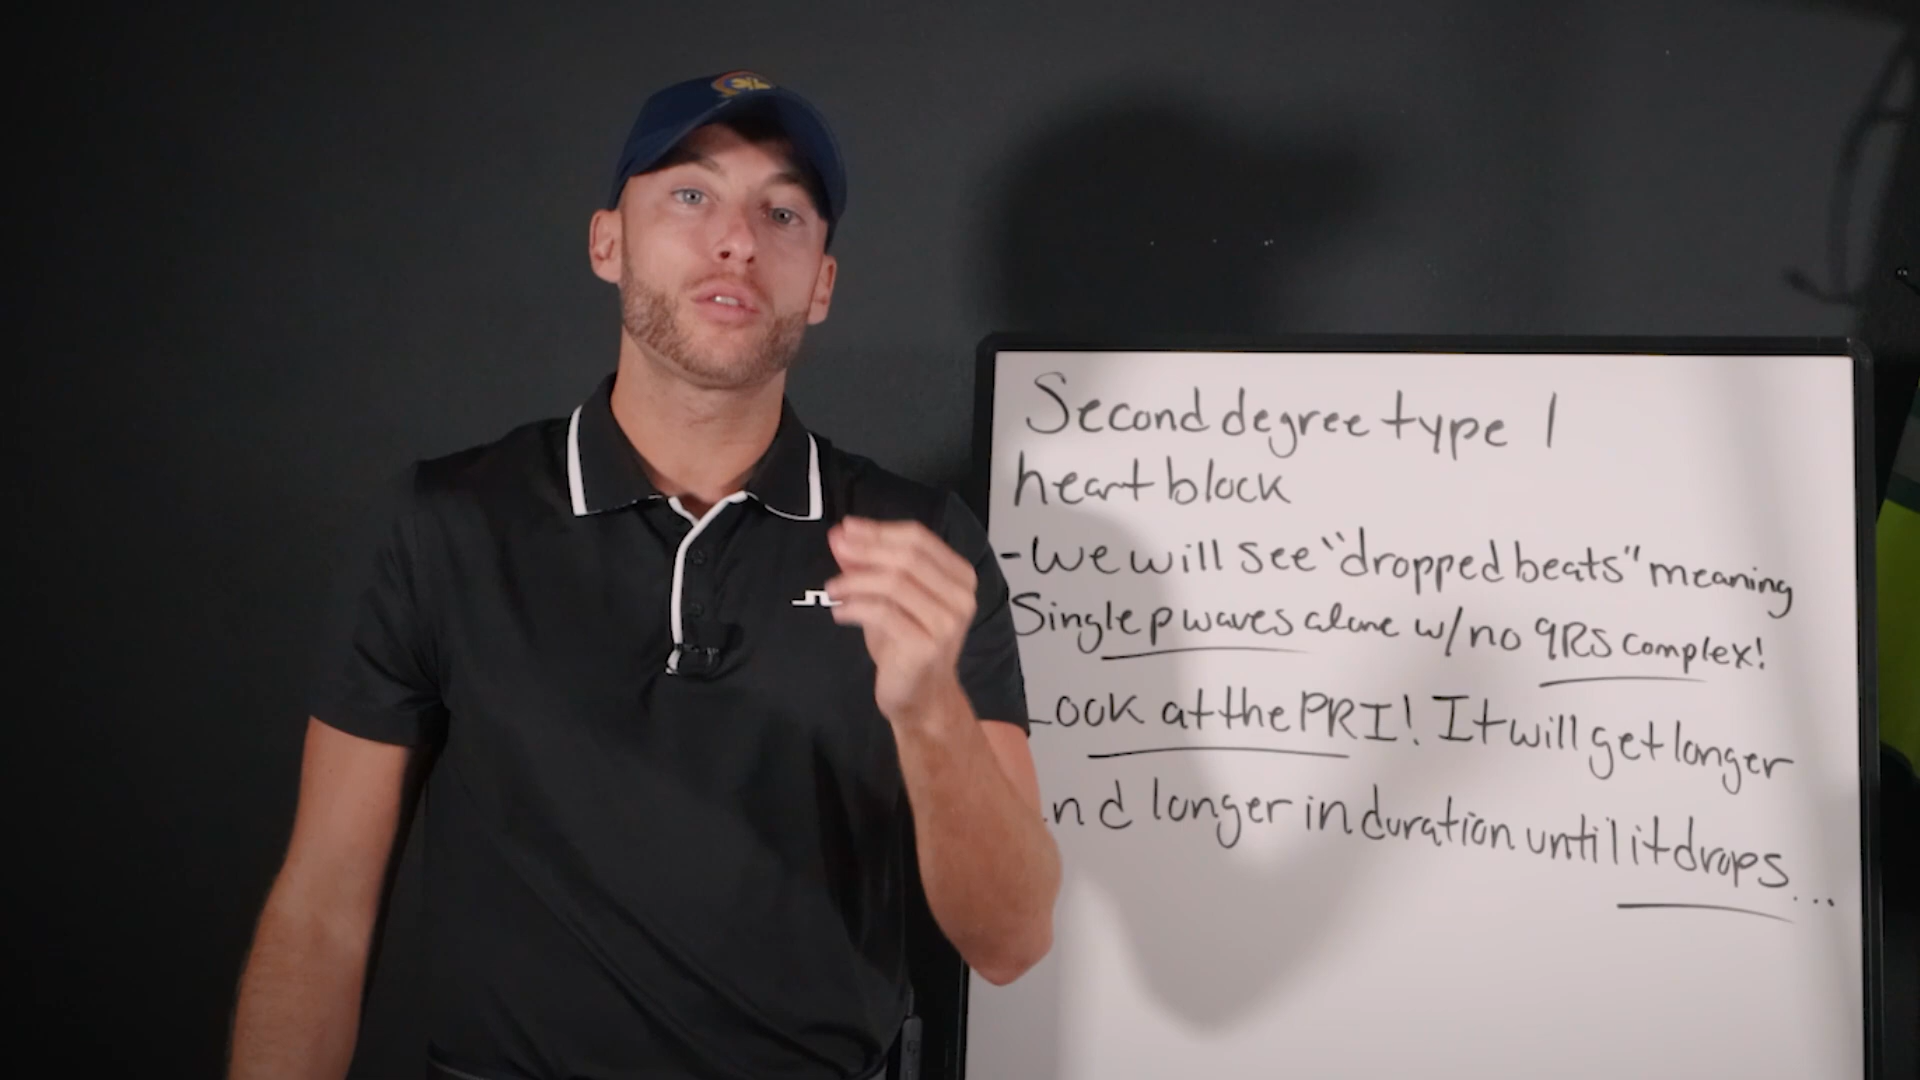 Second degree type 1
heart block
-We will see "dropped beats" meaning
Single p waves alone w/ no qRS complex!
Look at the PRI! It will get longer
and longer in duration until it drops...